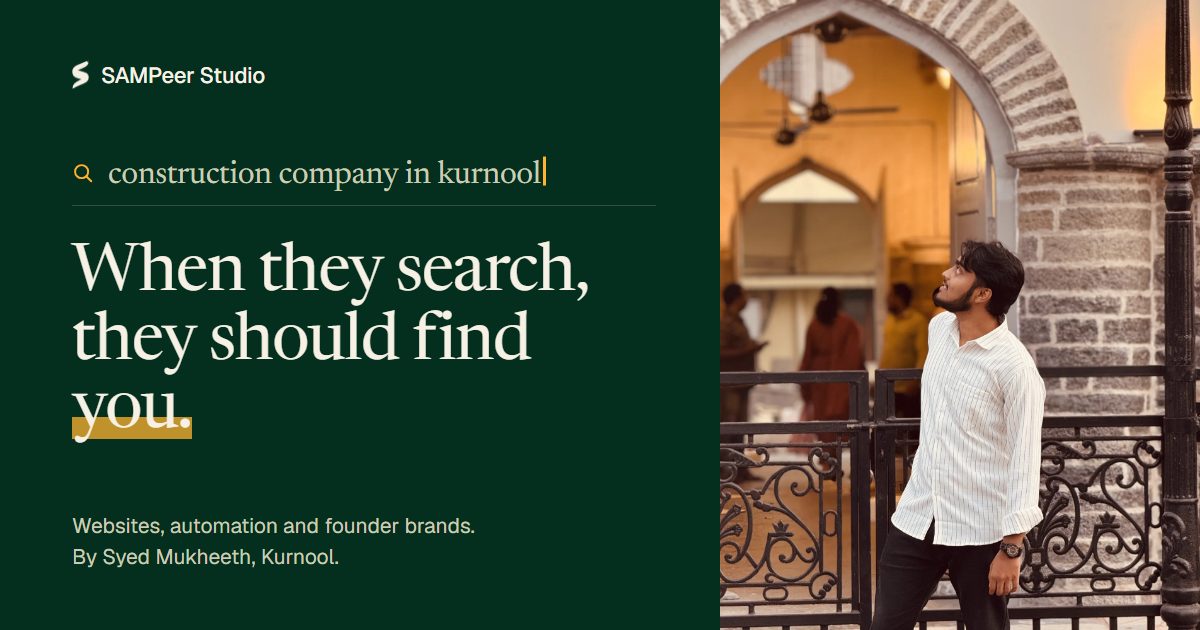 SAMPeer Studio
construction company in kurnool
When they search,
they should find
you.
Websites, automation and founder brands.
By Syed Mukheeth, Kurnool.